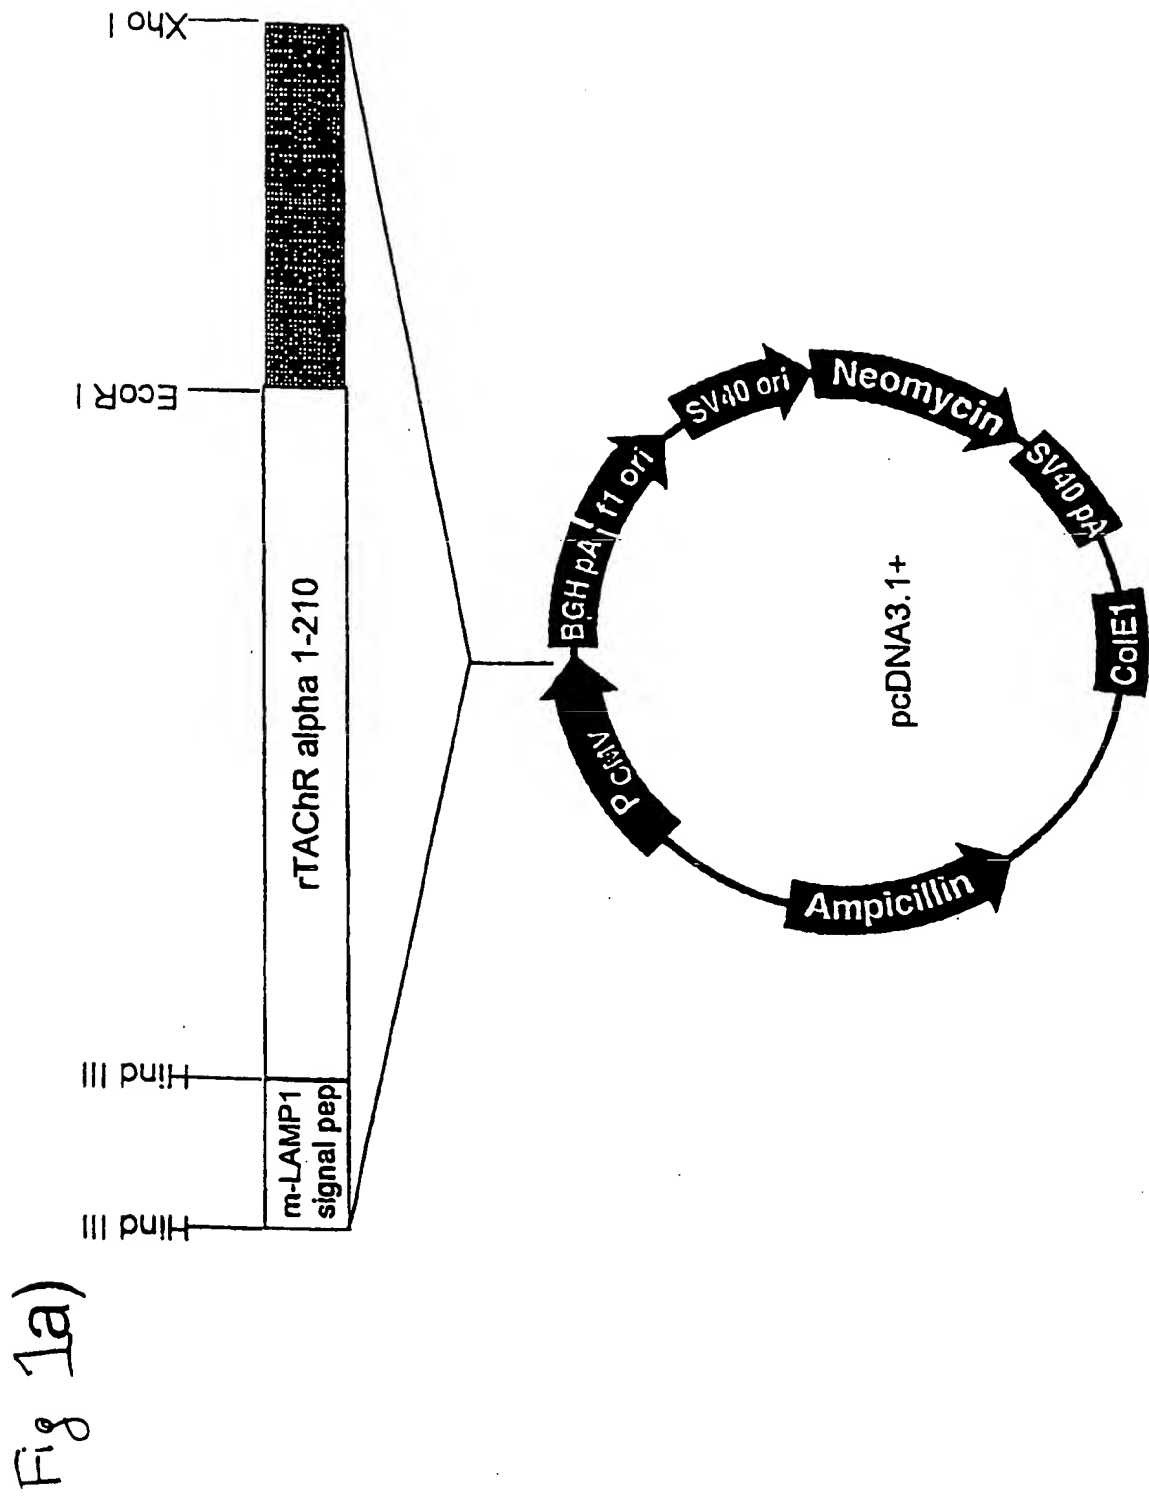 Fig 1a)
Hind III
Hind III
EcoR I
Xho I
m-LAMP1
signal pep
rTAChR alpha 1-210
P CMV
BGH pA
f1 ori
SV40 ori
Neomycin
SV40 pA
ColE1
Ampicillin
pcDNA3.1+